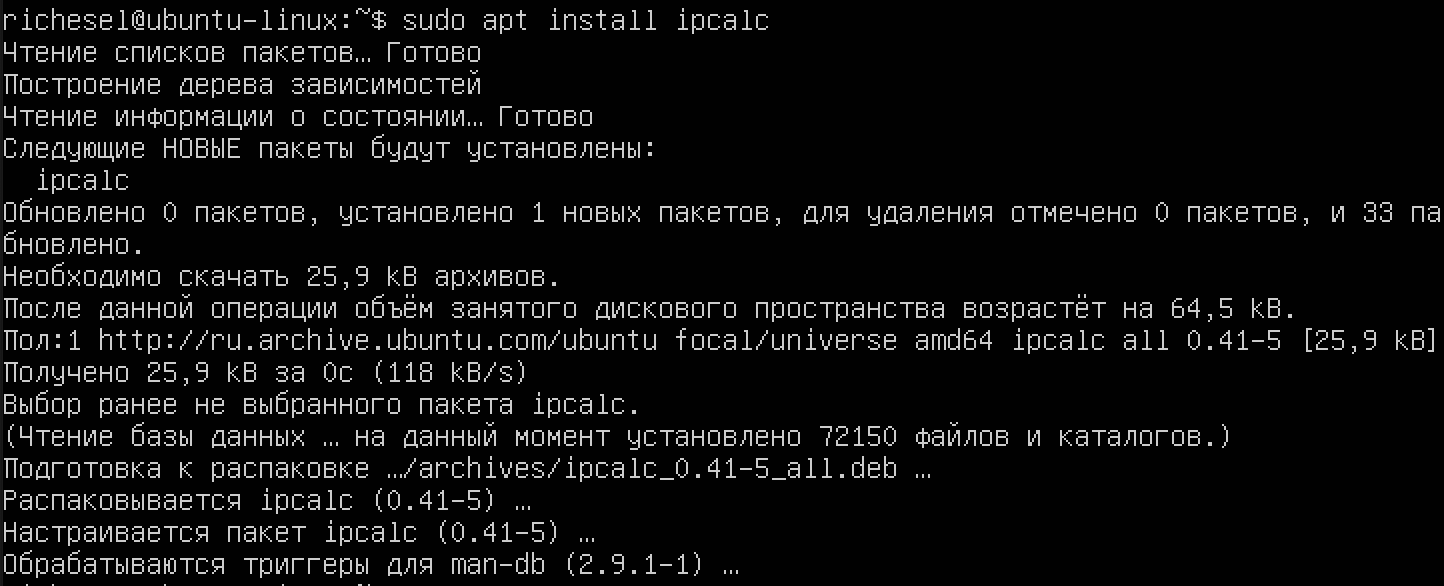 richesel@ubuntu-linux:~$ sudo apt install ipcalc
Чтение списков пакетов… Готово
Построение дерева зависимостей
Чтение информации о состоянии… Готово
Следующие НОВЫЕ пакеты будут установлены:
  ipcalc
Обновлено 0 пакетов, установлено 1 новых пакетов, для удаления отмечено 0 пакетов, и 33 па
бновлено.
Необходимо скачать 25,9 kB архивов.
После данной операции объём занятого дискового пространства возрастёт на 64,5 kB.
Пол:1 http://ru.archive.ubuntu.com/ubuntu focal/universe amd64 ipcalc all 0.41-5 [25,9 kB]
Получено 25,9 kB за 0с (118 kB/s)
Выбор ранее не выбранного пакета ipcalc.
(Чтение базы данных … на данный момент установлено 72150 файлов и каталогов.)
Подготовка к распаковке …/archives/ipcalc_0.41-5_all.deb …
Распаковывается ipcalc (0.41-5) …
Настраивается пакет ipcalc (0.41-5) …
Обрабатываются триггеры для man-db (2.9.1-1) …